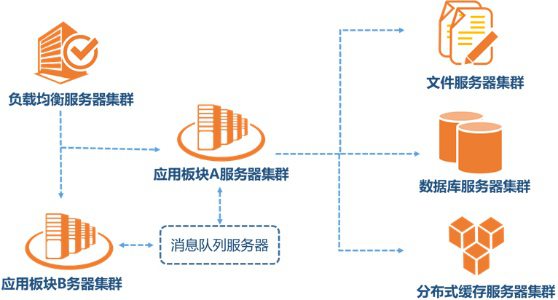 负载均衡服务器集群
文件服务器集群
应用板块A服务器集群
数据库服务器集群
消息队列服务器
应用板块B务器集群
分布式缓存服务器集群